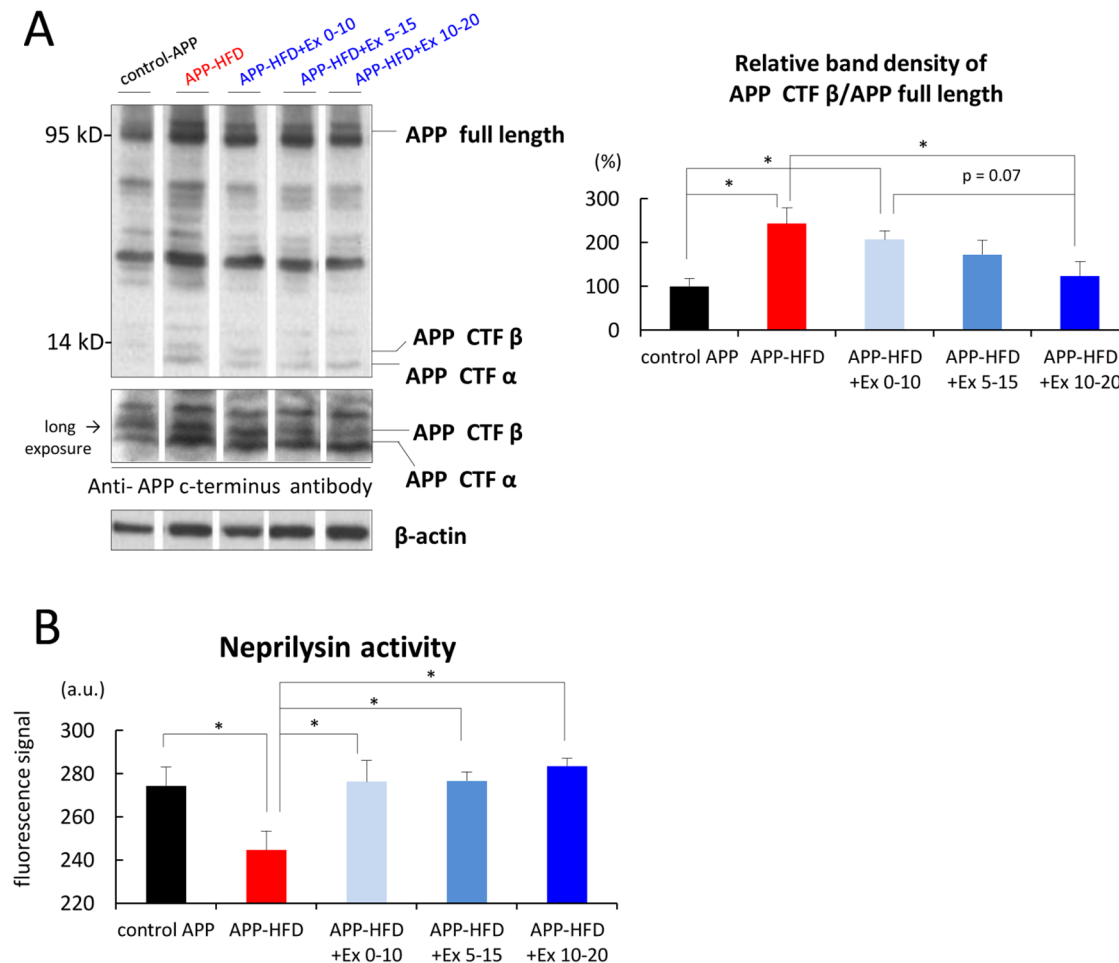 A
control-APP
APP-HFD
APP-HFD+Ex 0-10
APP-HFD+Ex 5-15
APP-HFD+Ex 10-20
95 kD
APP full length
14 kD
APP CTF β
APP CTF α
long →
exposure
APP CTF β
APP CTF α
Anti- APP c-terminus antibody
β-actin
Relative band density of
APP CTF β/APP full length
(%)
*
*
*
p = 0.07
300
200
100
0
control APP
APP-HFD
APP-HFD
+Ex 0-10
APP-HFD
+Ex 5-15
APP-HFD
+Ex 10-20
B
Neprilysin activity
(a.u.)
fluorescence signal
*
*
*
*
300
280
260
240
220
control APP
APP-HFD
APP-HFD
+Ex 0-10
APP-HFD
+Ex 5-15
APP-HFD
+Ex 10-20